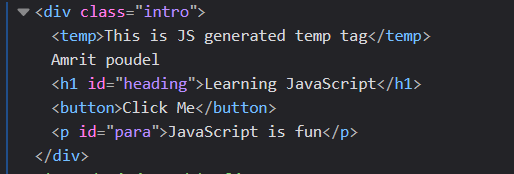 <div class="intro">
<temp>This is JS generated temp tag</temp>
Amrit poudel
<h1 id="heading">Learning JavaScript</h1>
<button>Click Me</button>
<p id="para">JavaScript is fun</p>
</div>